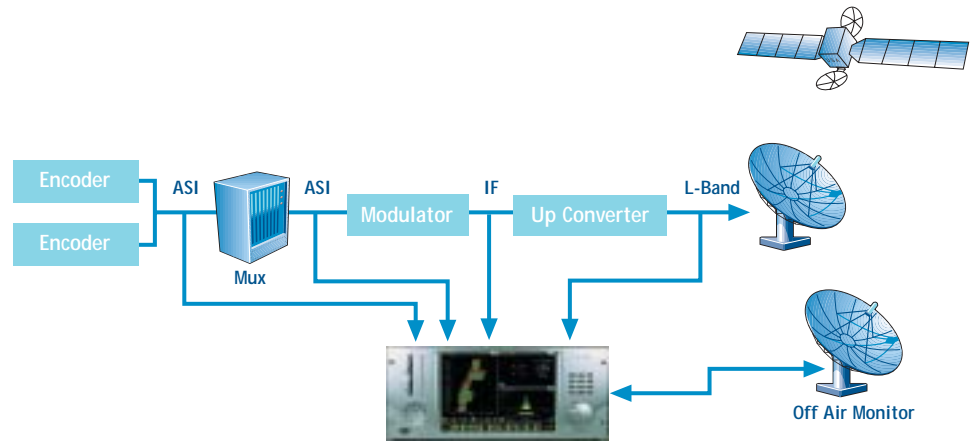 Encoder
Encoder
ASI
Mux
ASI
Modulator
IF
Up Converter
L-Band
Off Air Monitor